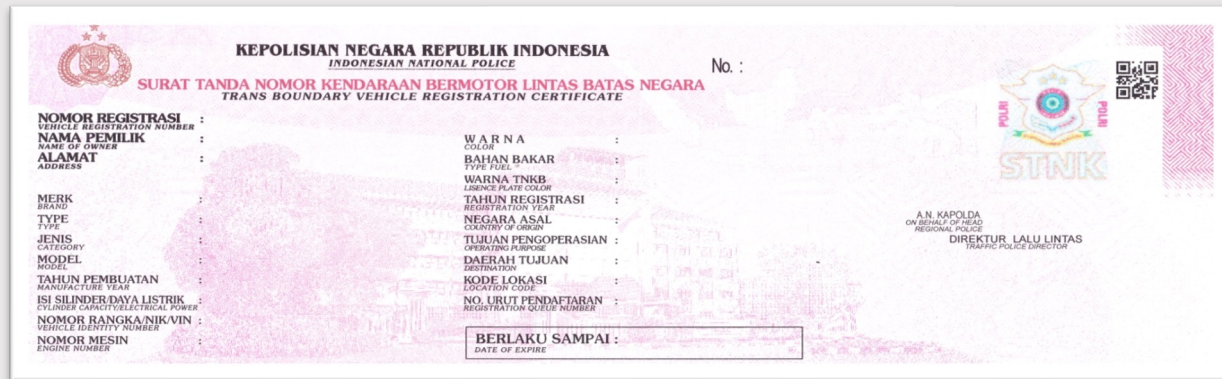 KEPOLISIAN NEGARA REPUBLIK INDONESIA
INDONESIAN NATIONAL POLICE
No. :
SURAT TANDA NOMOR KENDARAAN BERMOTOR LINTAS BATAS NEGARA
TRANS BOUNDARY VEHICLE REGISTRATION CERTIFICATE
NOMOR REGISTRASI :
VEHICLE REGISTRATION NUMBER
NAMA PEMILIK :
NAME OF OWNER
ALAMAT :
ADDRESS
MERK :
BRAND
TYPE :
TYPE
JENIS :
CATEGORY
MODEL :
MODEL
TAHUN PEMBUATAN :
MANUFACTURE YEAR
ISI SILINDER/DAYA LISTRIK :
CYLINDER CAPACITY/ELECTRICAL POWER
NOMOR RANGKA/NIK/VIN :
VEHICLE IDENTITY NUMBER
NOMOR MESIN :
ENGINE NUMBER
WARNA :
COLOR
BAHAN BAKAR :
TYPE FUEL
WARNA TNKB :
LISENCE PLATE COLOR
TAHUN REGISTRASI :
REGISTRATION YEAR
NEGARA ASAL :
COUNTRY OF ORIGIN
TUJUAN PENGOPERASIAN :
OPERATING PURPOSE
DAERAH TUJUAN :
DESTINATION
KODE LOKASI :
LOCATION CODE
NO. URUT PENDAFTARAN :
REGISTRATION QUEUE NUMBER
BERLAKU SAMPAI :
DATE OF EXPIRE
POLRI
POLRI
STNK
A.N. KAPOLDA
ON BEHALF OF HEAD
REGIONAL POLICE
DIREKTUR LALU LINTAS
TRAFFIC POLICE DIRECTOR